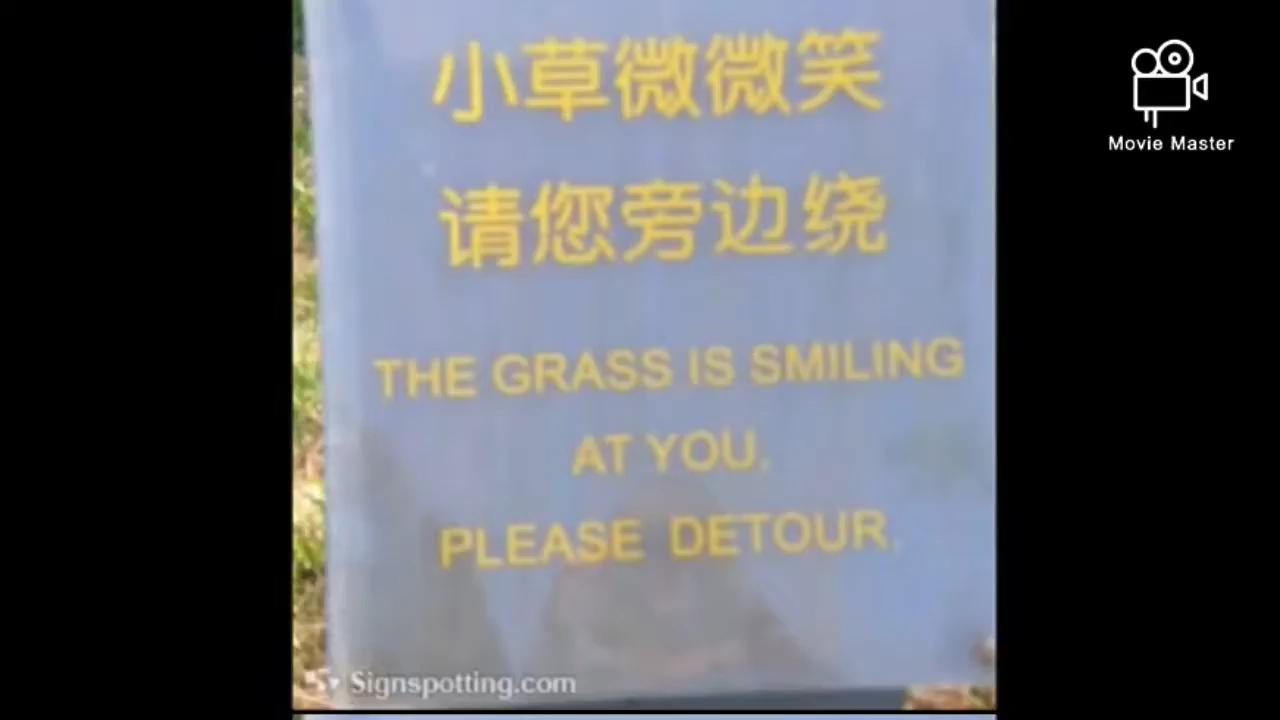 小草微微笑
请您旁边绕
THE GRASS IS SMILING
AT YOU.
PLEASE DETOUR.
Signspotting.com
Movie Master